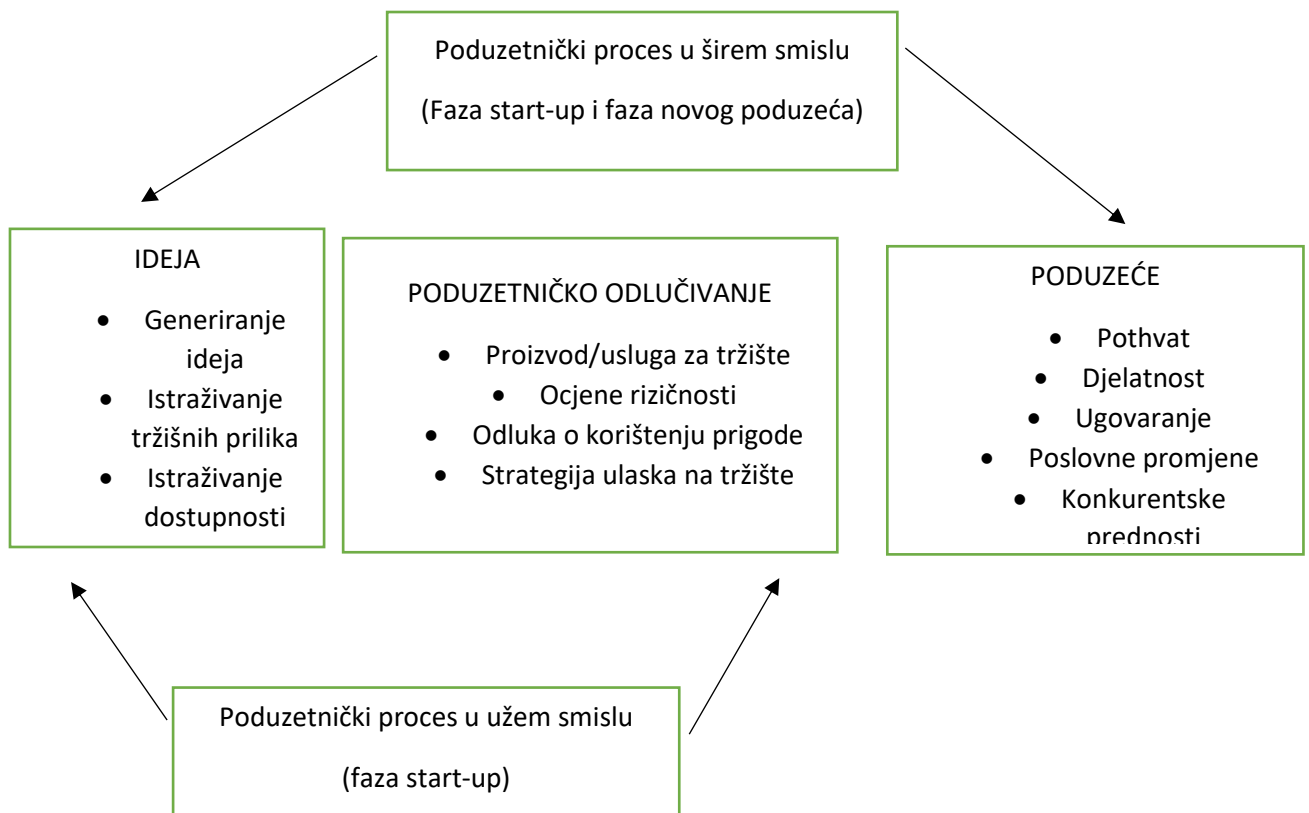 Poduzetnički proces u širem smislu
(Faza start-up i faza novog poduzeća)
IDEJA
• Generiranje
ideja
• Istraživanje
tržišnih prilika
• Istraživanje
dostupnosti
PODUZETNIČKO ODLUČIVANJE
• Proizvod/usluga za tržište
• Ocjene rizičnosti
• Odluka o korištenju prigode
• Strategija ulaska na tržište
PODUZEĆE
• Pothvat
• Djelatnost
• Ugovaranje
• Poslovne promjene
• Konkurentske
prednosti
Poduzetnički proces u užem smislu
(faza start-up)